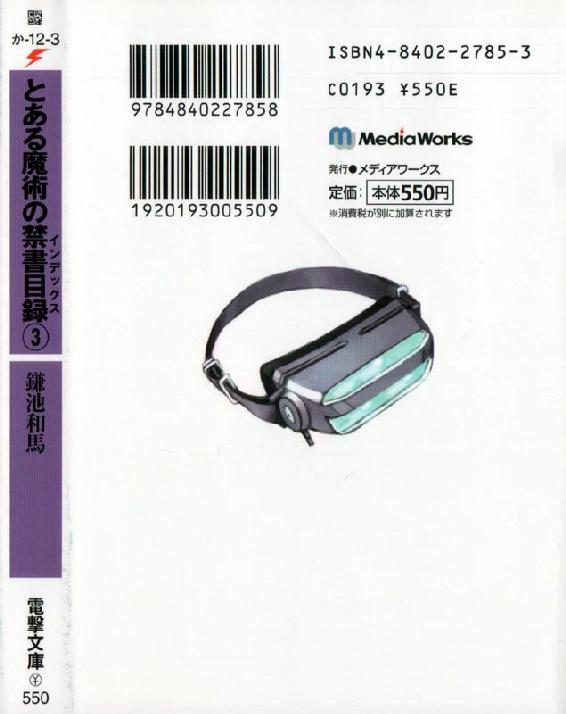 か-12-3
とある魔術の禁書目録③
インデックス
鎌池和馬
電撃文庫
¥
550
9784840227858
1920193005509
ISBN4-8402-2785-3
C0193 ¥550E
MediaWorks
発行●メディアワークス
定価：本体550円
※消費税が別に加算されます